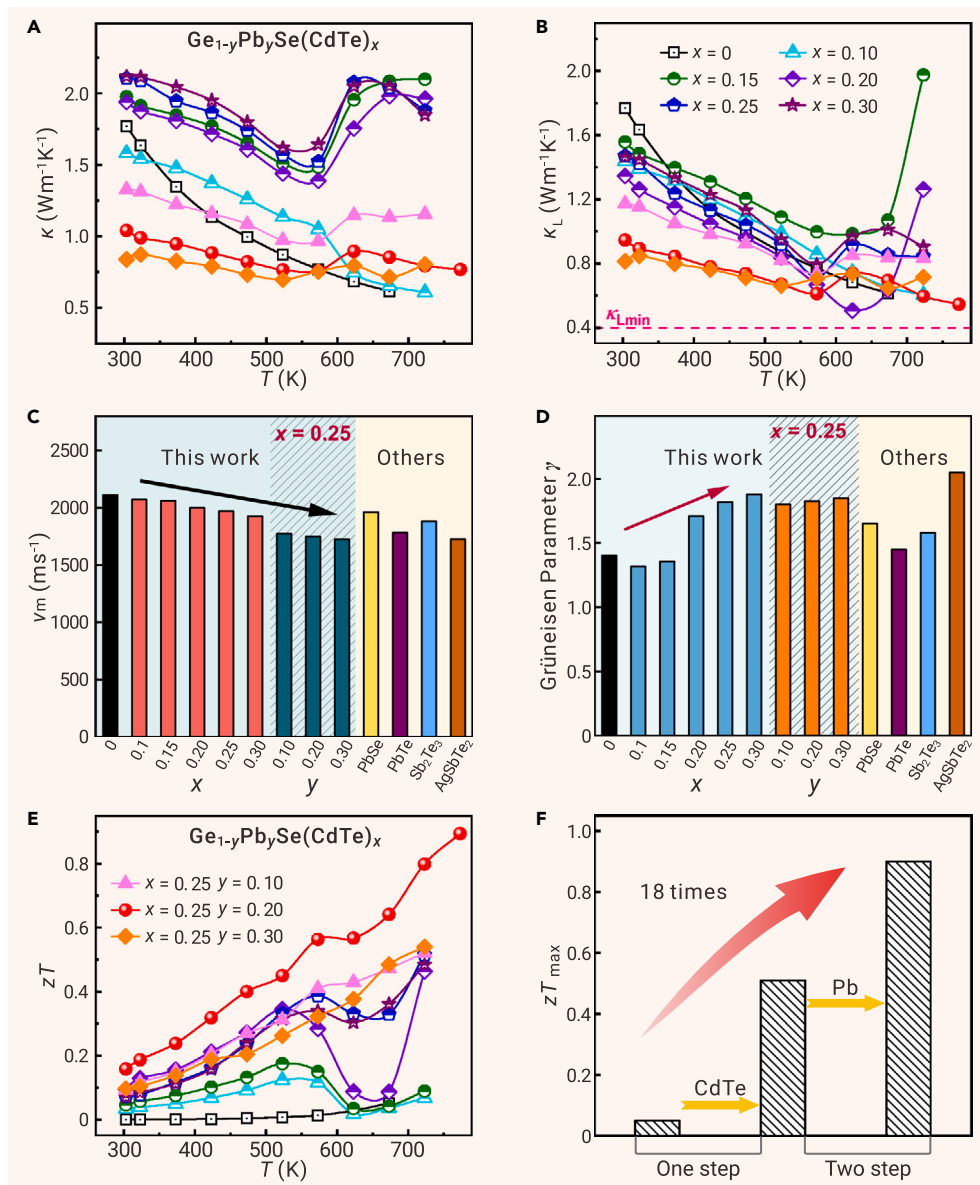 A
Ge1-yPbySe(CdTe)x
κ (Wm-1K-1)
2.0
1.5
1.0
0.5
300 400 500 600 700
T (K)
B
x = 0
x = 0.10
x = 0.15
x = 0.20
x = 0.25
x = 0.30
κL (Wm-1K-1)
2.0
1.6
1.2
0.8
0.4
κLmin
300 400 500 600 700
T (K)
C
x = 0.25
This work
Others
vm (ms-1)
2500
2000
1500
1000
500
0
0 0.1 0.15 0.20 0.25 0.30 0.10 0.20 0.30 PbSe PbTe Sb2Te3 AgSbTe2
x y
D
x = 0.25
This work
Others
Grüneisen Parameter γ
2.0
1.5
1.0
0.5
0.0
0 0.1 0.15 0.20 0.25 0.30 0.10 0.20 0.30 PbSe PbTe Sb2Te3 AgSbTe2
x y
E
Ge1-yPbySe(CdTe)x
x = 0.25 y = 0.10
x = 0.25 y = 0.20
x = 0.25 y = 0.30
zT
0.8
0.6
0.4
0.2
0
300 400 500 600 700
T (K)
F
18 times
Pb
CdTe
zTmax
1.0
0.8
0.6
0.4
0.2
0
One step
Two step